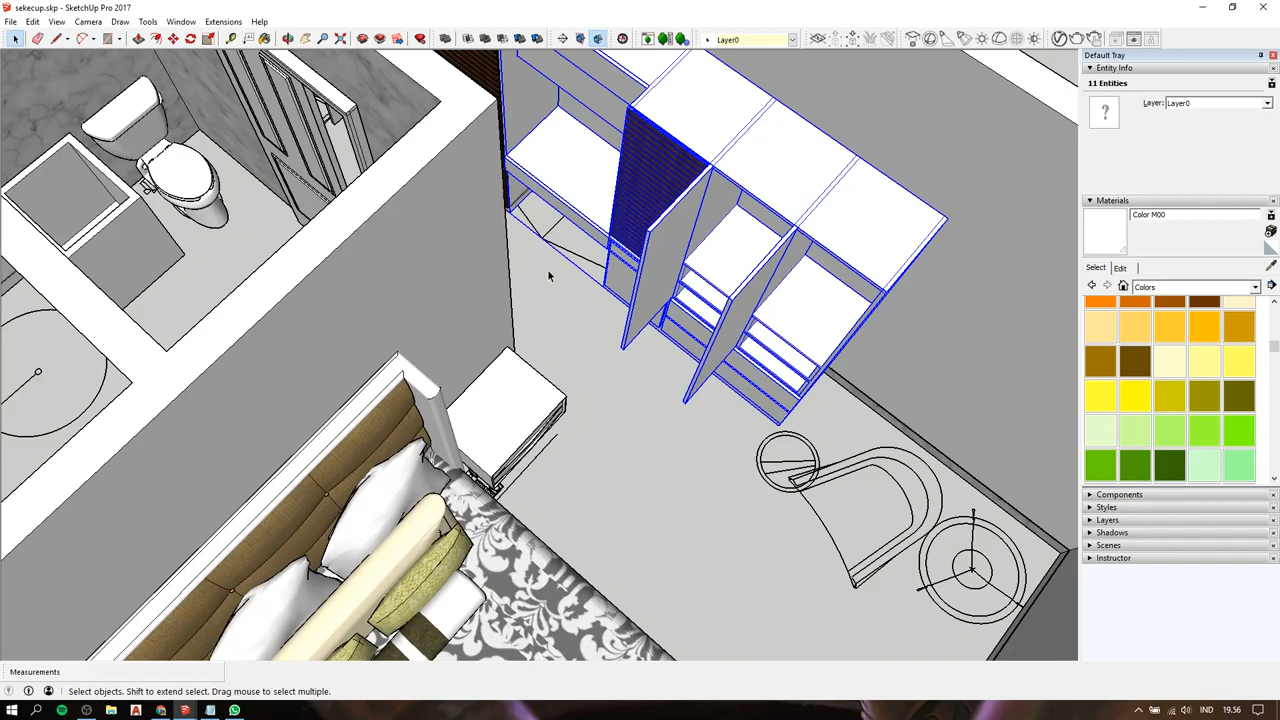 sekecup.skp - SketchUp Pro 2017
File Edit View Camera Draw Tools Window Extensions Help
Layer0
Default Tray
Entity Info
11 Entities
Layer: Layer0
?
Materials
Color M00
Select Edit
Colors
Components
Styles
Layers
Shadows
Scenes
Instructor
Measurements
Select objects. Shift to extend select. Drag mouse to select multiple.
IND 19.56